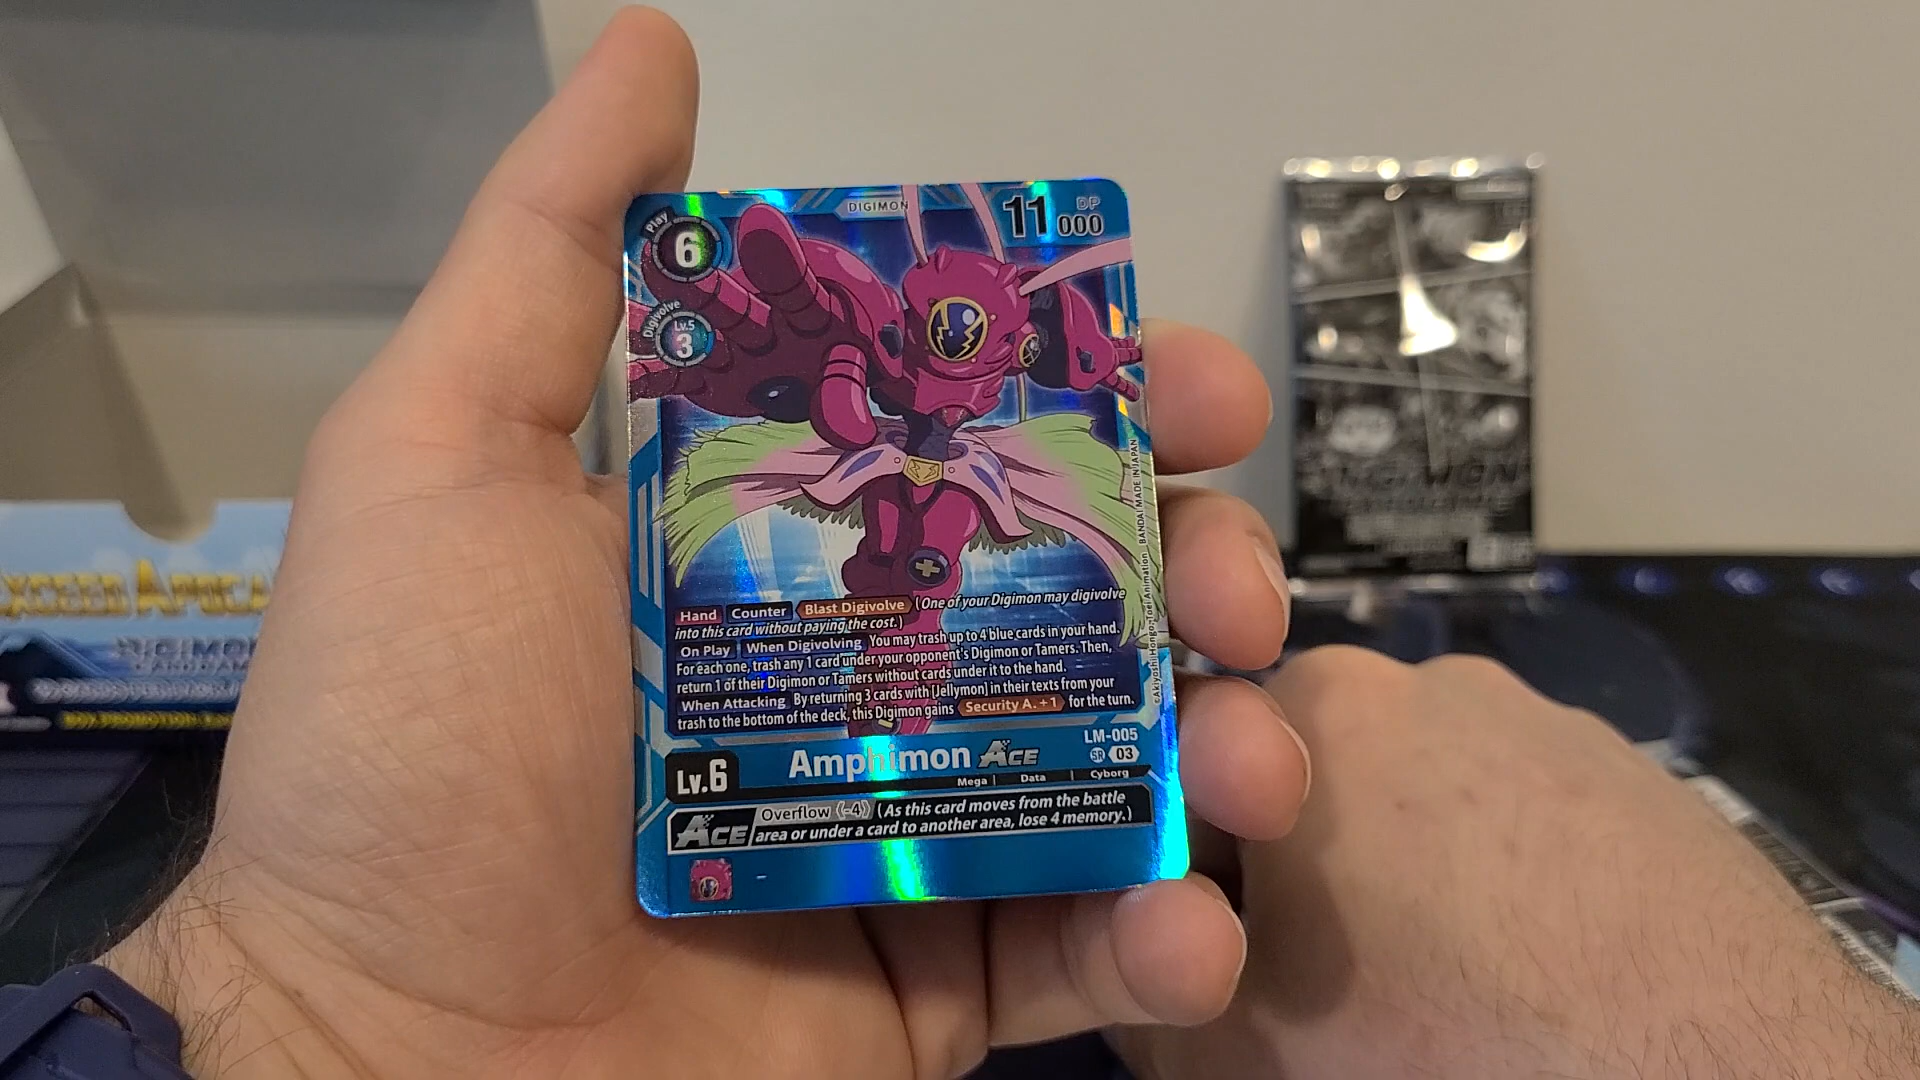 Play
6
DIGIMON
11000
DP
Digivolve
Lv.5
3
Hand Counter Blast Digivolve (One of your Digimon may digivolve
into this card without paying the cost.)
On Play When Digivolving You may trash up to 4 blue cards in your hand.
For each one, trash any 1 card under your opponent's Digimon or Tamers. Then,
return 1 of their Digimon or Tamers without cards under it to the hand.
When Attacking By returning 3 cards with [Jellymon] in their texts from your
trash to the bottom of the deck, this Digimon gains Security A. +1 for the turn.
©Akiyoshi Hongo, Toei Animation BANDAI MADE IN JAPAN
LM-005
SR 03
Lv.6
Amphimon ACE
Mega | Data | Cyborg
ACE Overflow《-4》(As this card moves from the battle
area or under a card to another area, lose 4 memory.)
-
XCEED APOCA
DIGIMON
CARD GAM